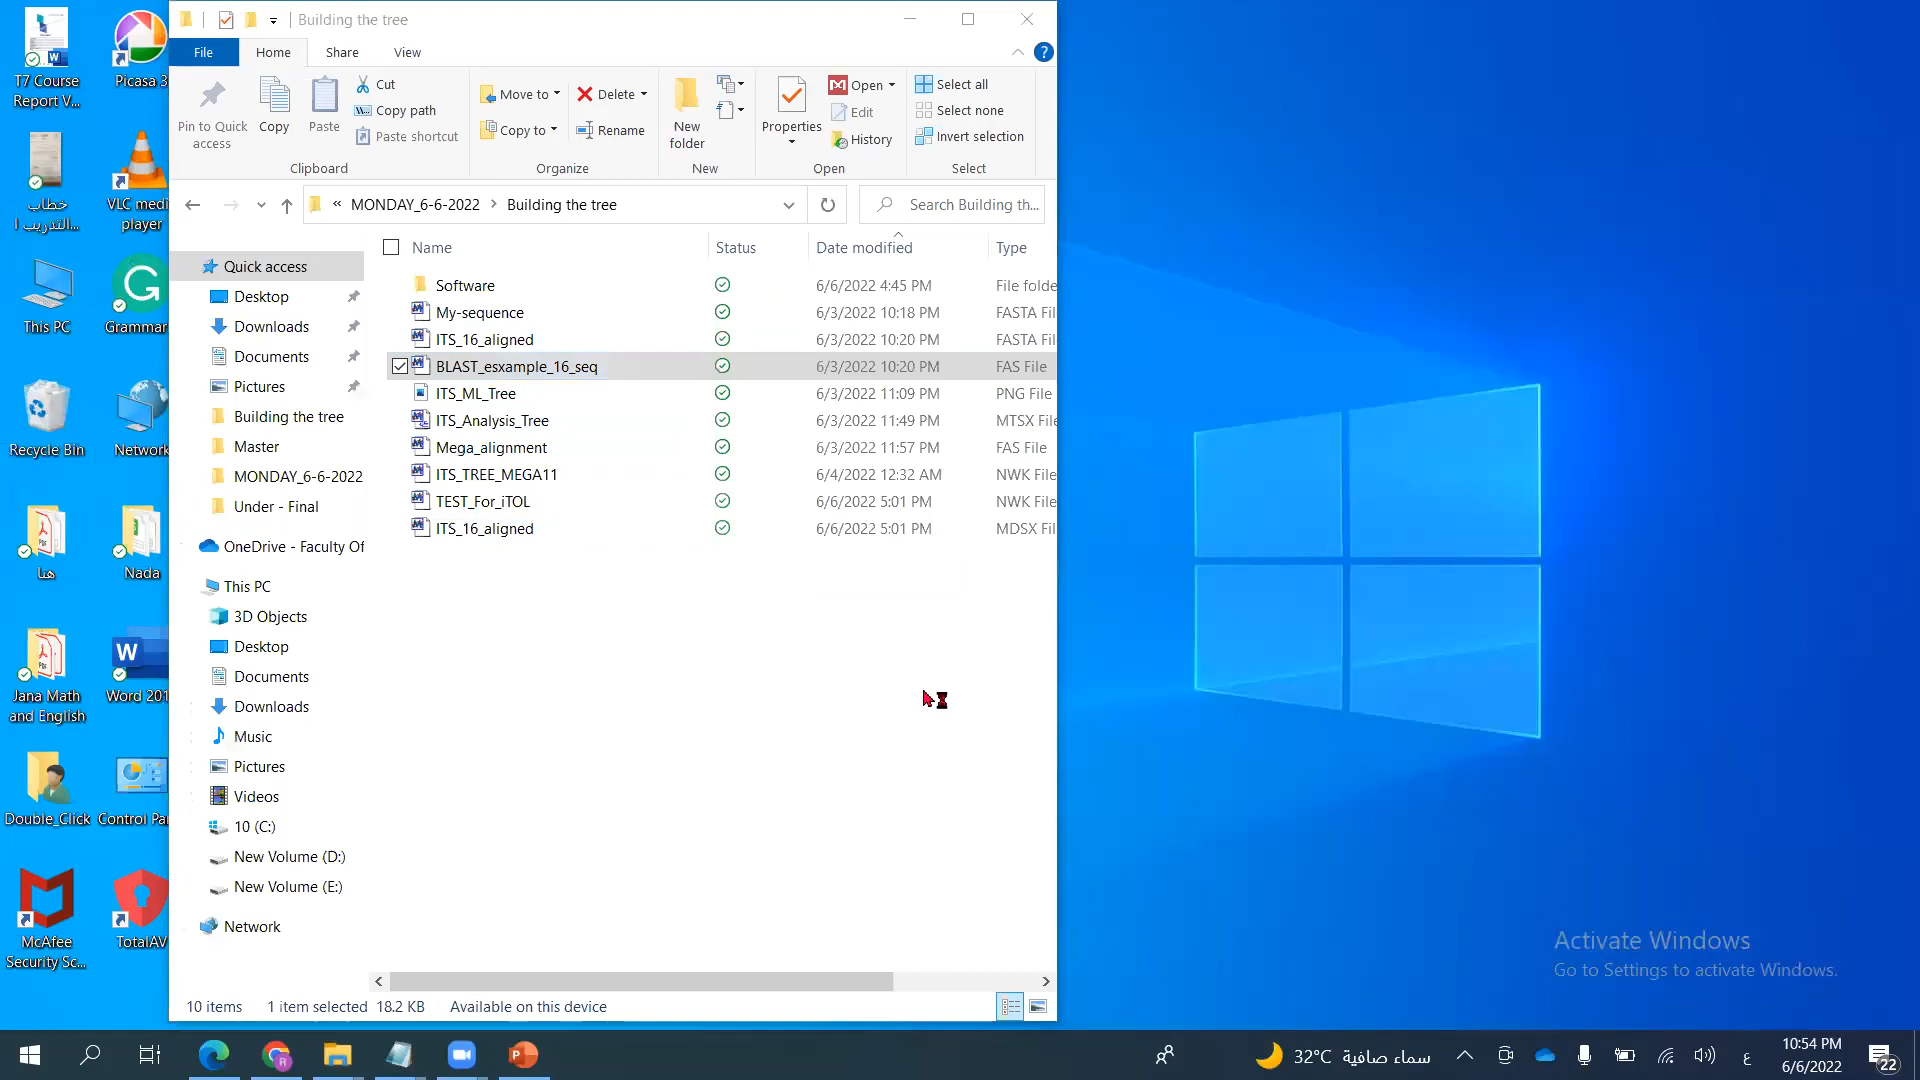 Building the tree
File
Home
Share
View
Pin to Quick access
Copy
Paste
Cut
Copy path
Paste shortcut
Clipboard
Move to
Copy to
Delete
Rename
Organize
New folder
New
Properties
Open
Edit
History
Open
Select all
Select none
Invert selection
Select
« MONDAY_6-6-2022 > Building the tree
Search Building th...
Name Status Date modified Type
Software 6/6/2022 4:45 PM File folde
My-sequence 6/3/2022 10:18 PM FASTA Fil
ITS_16_aligned 6/3/2022 10:20 PM FASTA Fil
BLAST_esxample_16_seq 6/3/2022 10:20 PM FAS File
ITS_ML_Tree 6/3/2022 11:09 PM PNG File
ITS_Analysis_Tree 6/3/2022 11:49 PM MTSX File
Mega_alignment 6/3/2022 11:57 PM FAS File
ITS_TREE_MEGA11 6/4/2022 12:32 AM NWK File
TEST_For_iTOL 6/6/2022 5:01 PM NWK File
ITS_16_aligned 6/6/2022 5:01 PM MDSX Fil
Quick access
Desktop
Downloads
Documents
Pictures
Building the tree
Master
MONDAY_6-6-2022
Under - Final
OneDrive - Faculty Of
This PC
3D Objects
Desktop
Documents
Downloads
Music
Pictures
Videos
10 (C:)
New Volume (D:)
New Volume (E:)
Network
10 items 1 item selected 18.2 KB Available on this device
T7 Course
Report V...
Picasa 3
خطاب
التدريب ا...
VLC medi
player
This PC
Grammar
Recycle Bin
Network
هنا
Nada
Jana Math
and English
Word 201
Double_Click
Control Pa
McAfee
Security Sc...
TotalAV
Activate Windows
Go to Settings to activate Windows.
32°C سماء صافية
ع
10:54 PM
6/6/2022
22